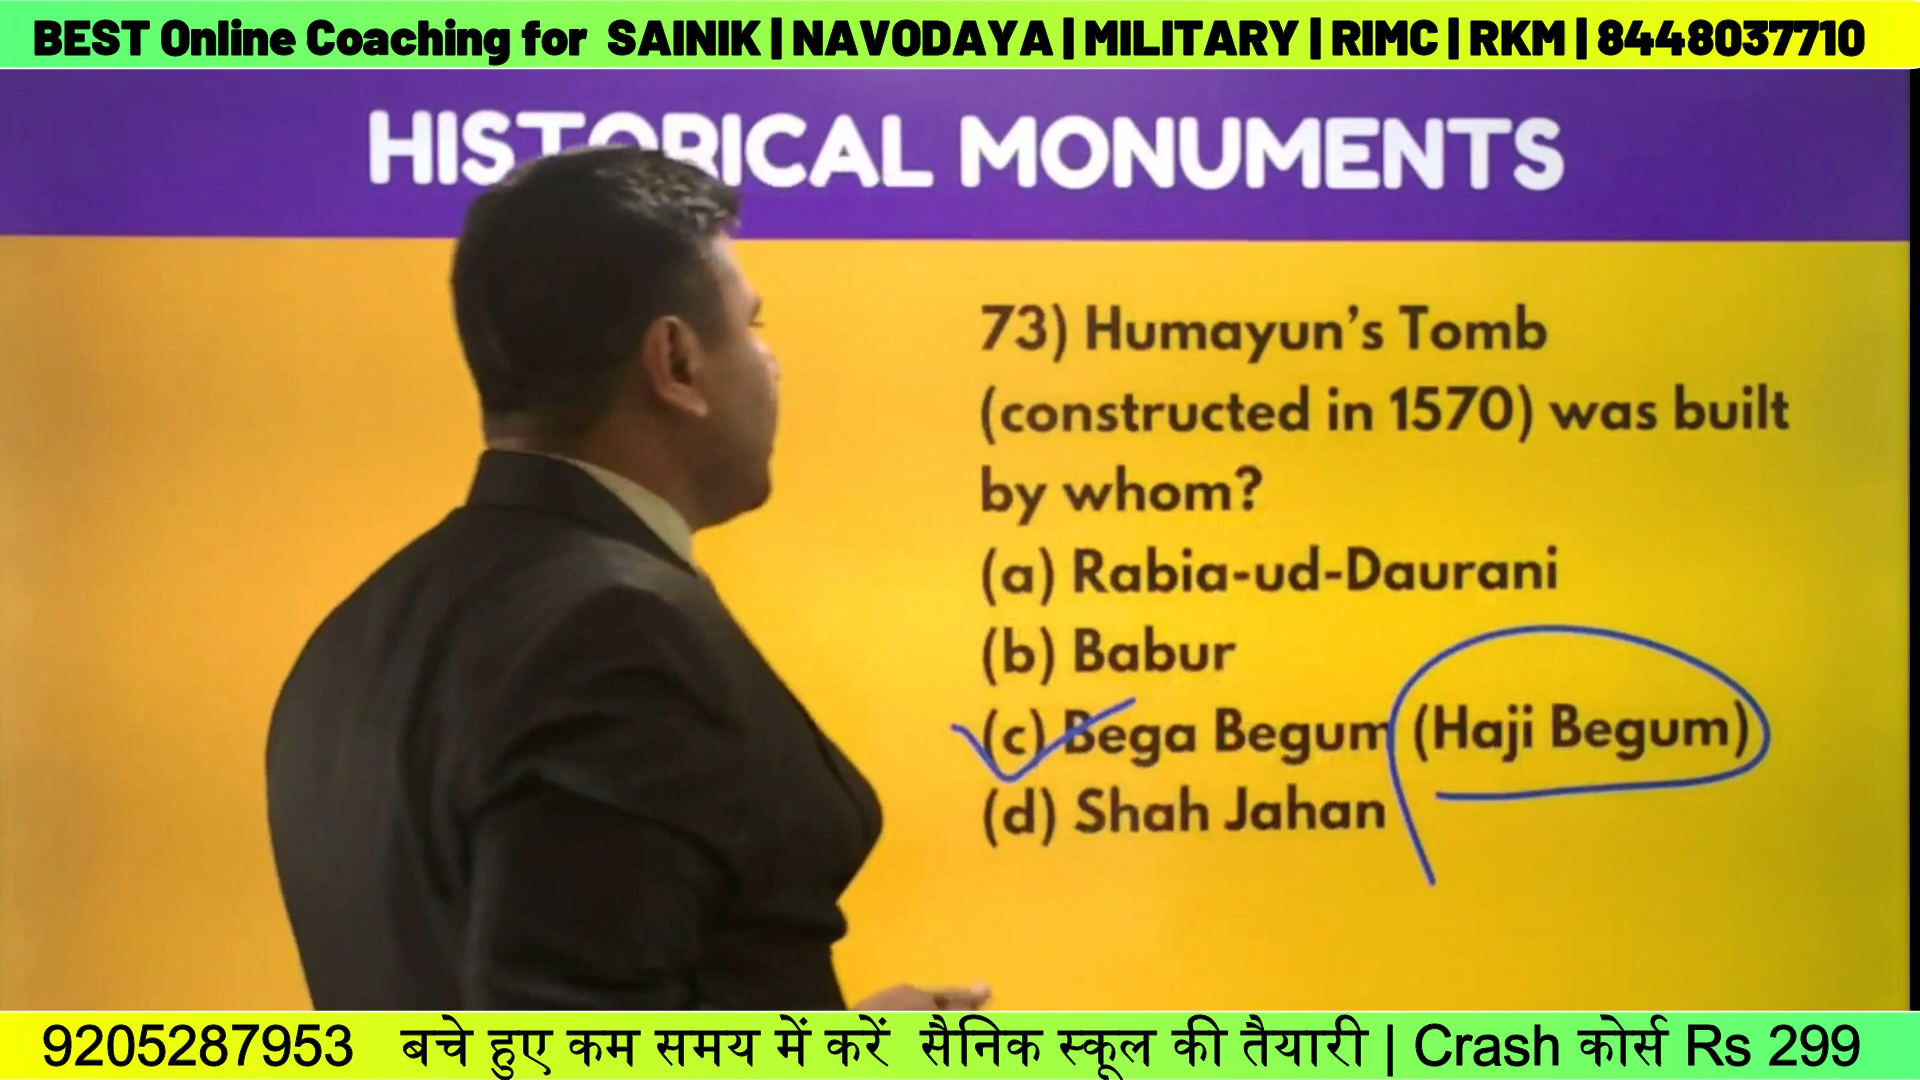 BEST Online Coaching for SAINIK | NAVODAYA | MILITARY | RIMC | RKM | 8448037710
HISTORICAL MONUMENTS
73) Humayun's Tomb
(constructed in 1570) was built
by whom?
(a) Rabia-ud-Daurani
(b) Babur
(c) Bega Begum (Haji Begum)
(d) Shah Jahan
9205287953 बचे हुए कम समय में करें सैनिक स्कूल की तैयारी | Crash कोर्स Rs 299